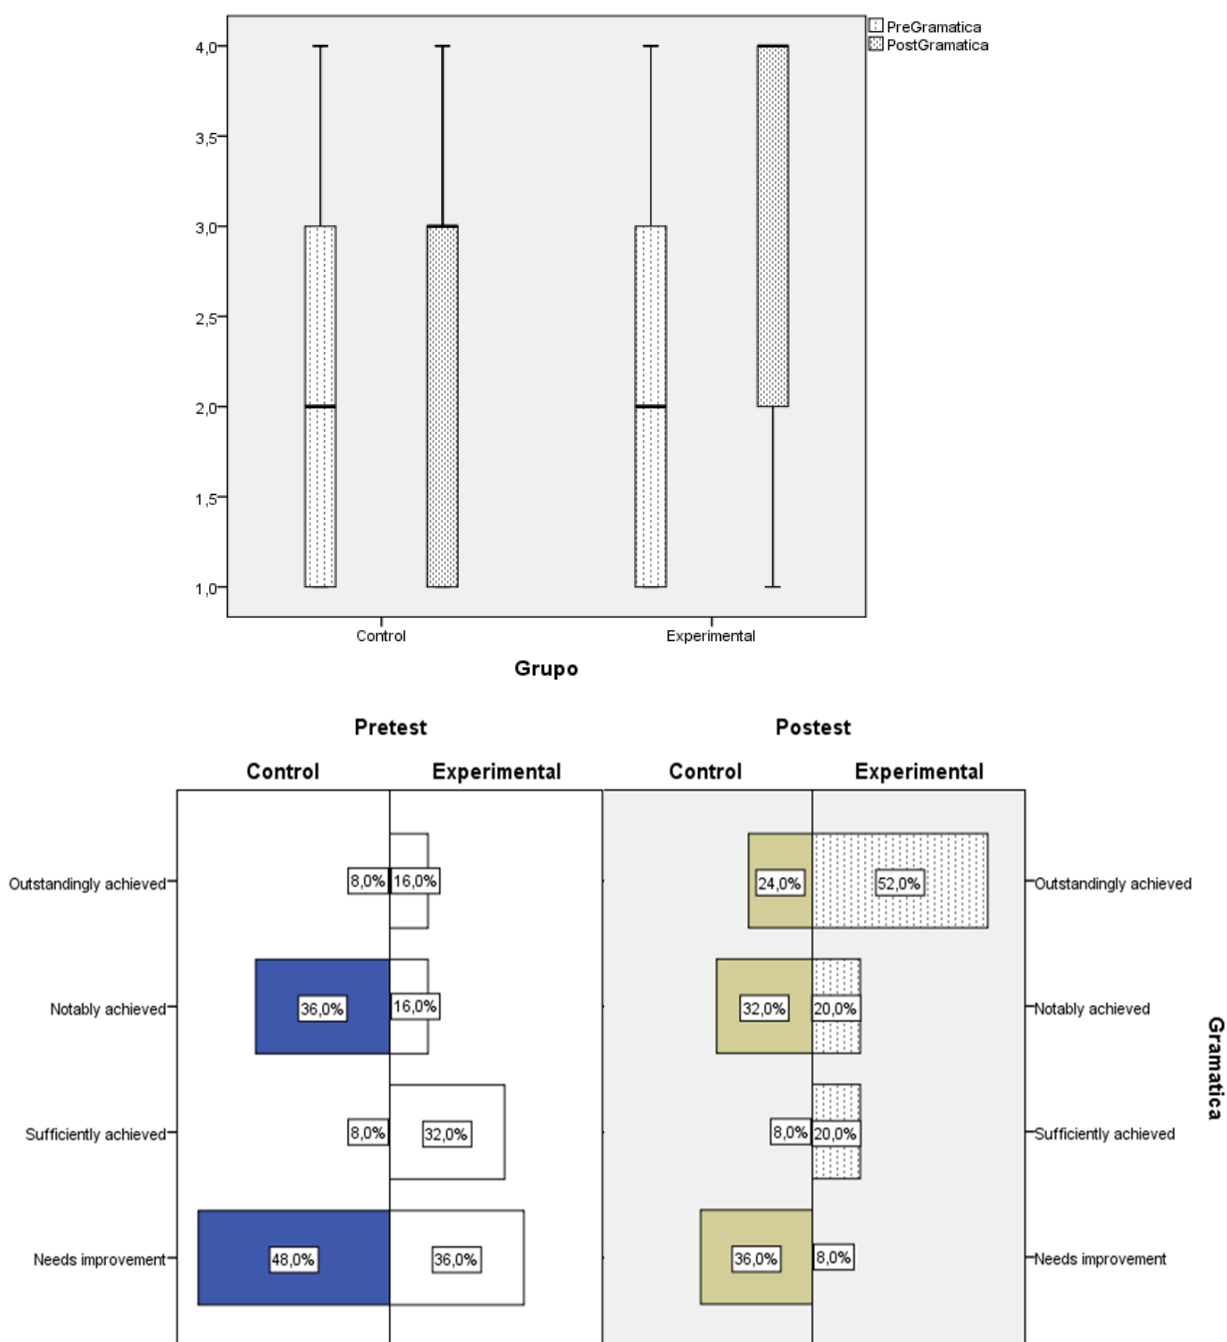 PreGramatica
PostGramatica
4,0
3,5
3,0
2,5
2,0
1,5
1,0
Control Experimental
Grupo
Pretest Postest
Control Experimental Control Experimental
Outstandingly achieved 8,0% 16,0% 24,0% 52,0% Outstandingly achieved
Notably achieved 36,0% 16,0% 32,0% 20,0% Notably achieved
Sufficiently achieved 8,0% 32,0% 8,0% 20,0% Sufficiently achieved
Needs improvement 48,0% 36,0% 36,0% 8,0% Needs improvement
Gramatica